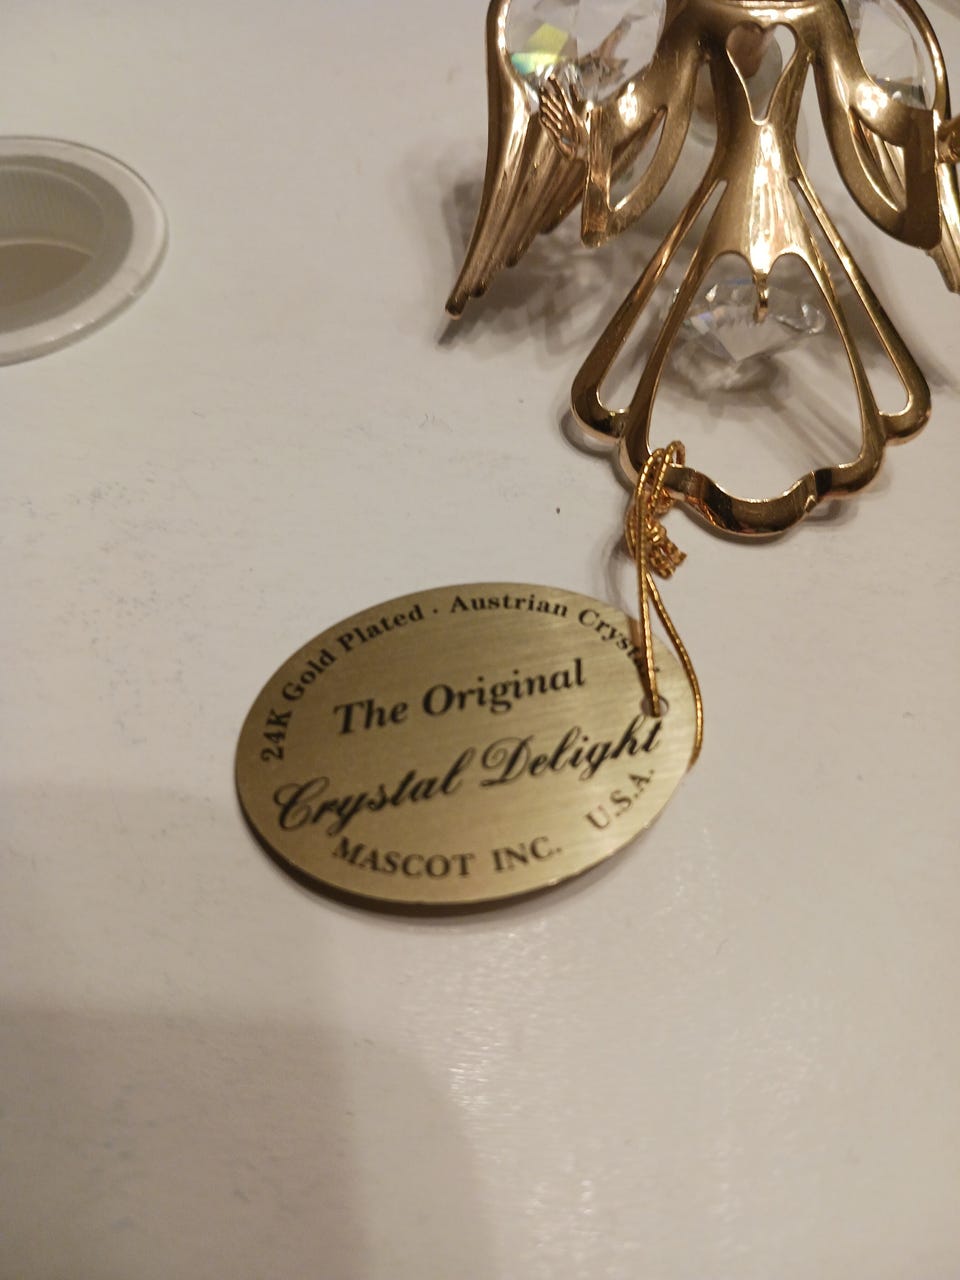 24K Gold Plated · Austrian Crystal
The Original
Crystal Delight
MASCOT INC. U.S.A.